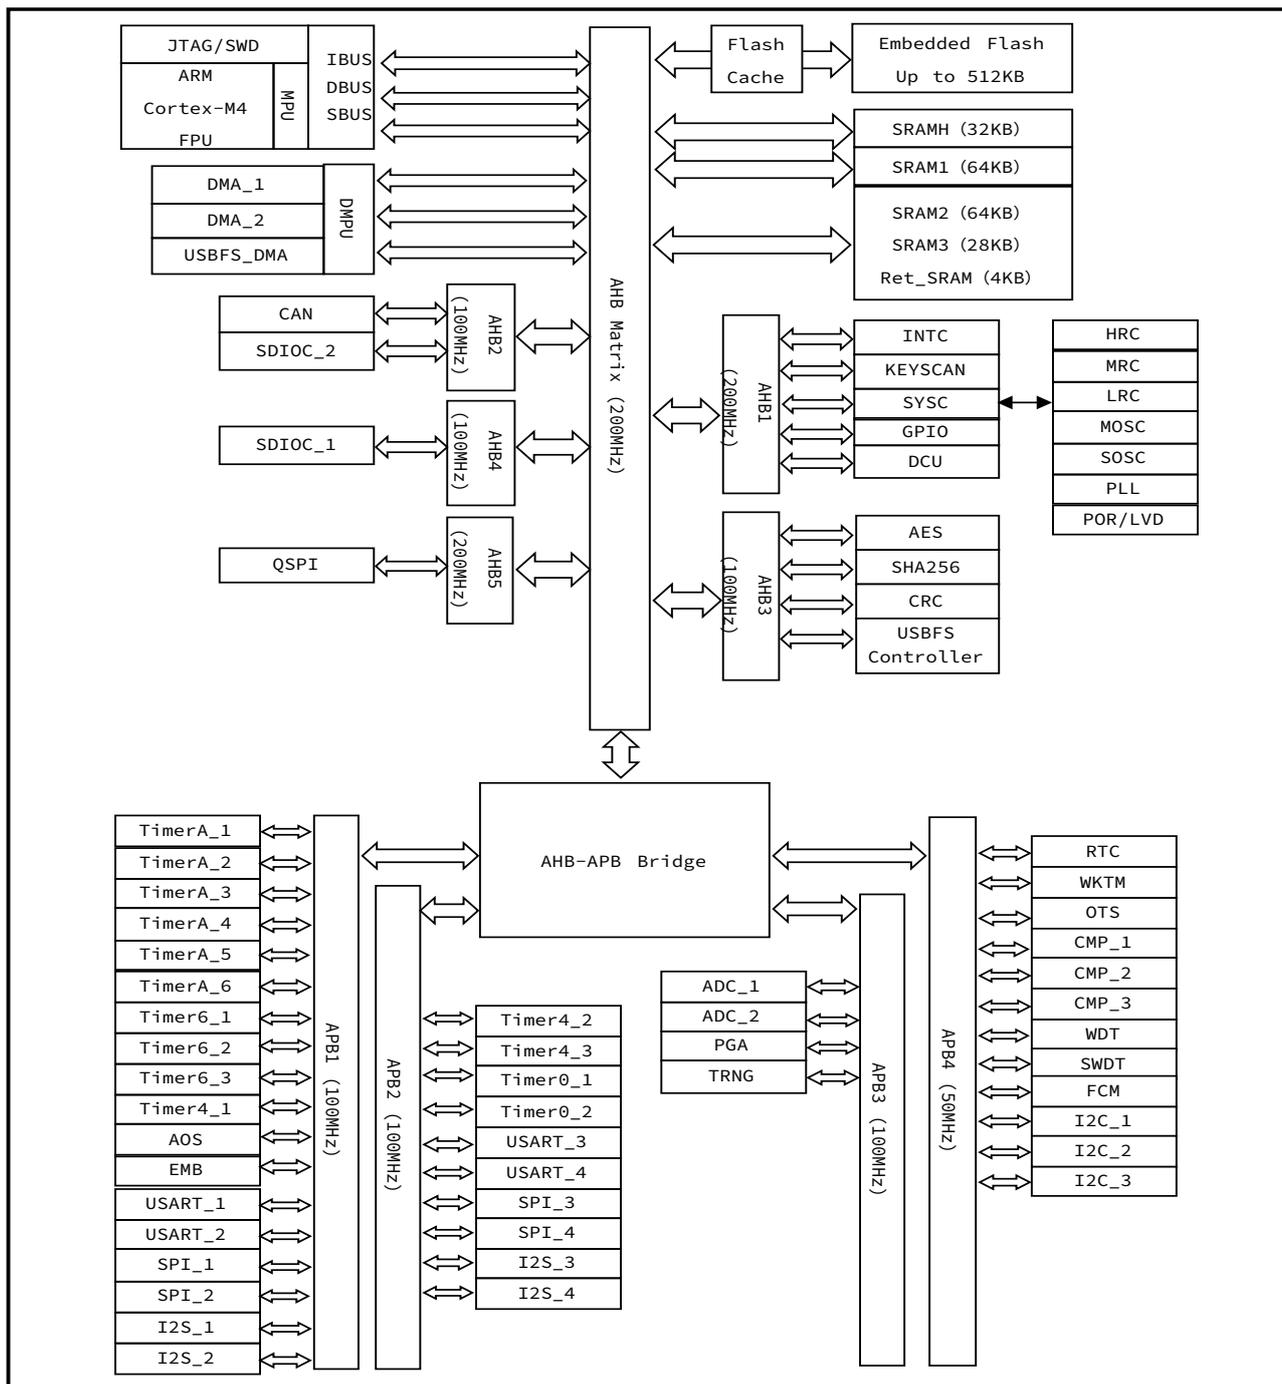 JTAG/SWD
ARM
Cortex-M4
FPU
MPU
IBUS
DBUS
SBUS
DMA_1
DMA_2
USBFS_DMA
DMPU
CAN
SDIOC_2
AHB2
(100MHz)
SDIOC_1
AHB4
(100MHz)
QSPI
AHB5
(200MHz)
AHB Matrix (200MHz)
Flash
Cache
Embedded Flash
Up to 512KB
SRAMH (32KB)
SRAM1 (64KB)
SRAM2 (64KB)
SRAM3 (28KB)
Ret_SRAM (4KB)
AHB1
(200MHz)
INTC
KEYSCAN
SYSC
GPIO
DCU
HRC
MRC
LRC
MOSC
SOSC
PLL
POR/LVD
AHB3
(100MHz)
AES
SHA256
CRC
USBFS
Controller
AHB-APB Bridge
TimerA_1
TimerA_2
TimerA_3
TimerA_4
TimerA_5
TimerA_6
Timer6_1
Timer6_2
Timer6_3
Timer4_1
AOS
EMB
USART_1
USART_2
SPI_1
SPI_2
I2S_1
I2S_2
APB1 (100MHz)
APB2 (100MHz)
Timer4_2
Timer4_3
Timer0_1
Timer0_2
USART_3
USART_4
SPI_3
SPI_4
I2S_3
I2S_4
ADC_1
ADC_2
PGA
TRNG
APB3 (100MHz)
APB4 (50MHz)
RTC
WKTM
OTS
CMP_1
CMP_2
CMP_3
WDT
SWDT
FCM
I2C_1
I2C_2
I2C_3